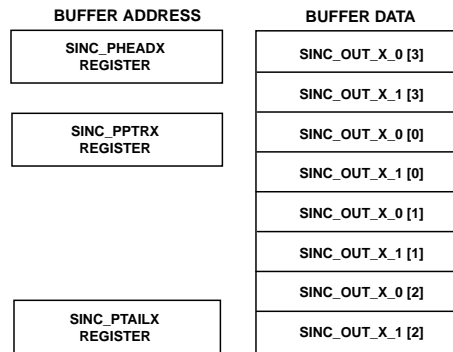 BUFFER ADDRESS
SINC_PHEADX
REGISTER
SINC_PPTRX
REGISTER
SINC_PTAILX
REGISTER
BUFFER DATA
SINC_OUT_X_0 [3]
SINC_OUT_X_1 [3]
SINC_OUT_X_0 [0]
SINC_OUT_X_1 [0]
SINC_OUT_X_0 [1]
SINC_OUT_X_1 [1]
SINC_OUT_X_0 [2]
SINC_OUT_X_1 [2]